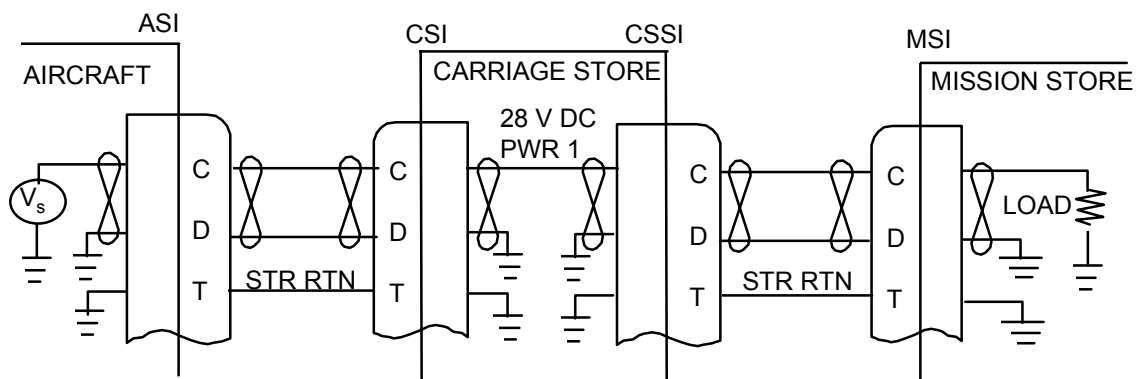 ASI
CSI
CSSI
MSI
AIRCRAFT
CARRIAGE STORE
MISSION STORE
28 V DC
PWR 1
C
C
C
C
Vs
LOAD
D
D
D
D
T
STR RTN
T
T
STR RTN
T